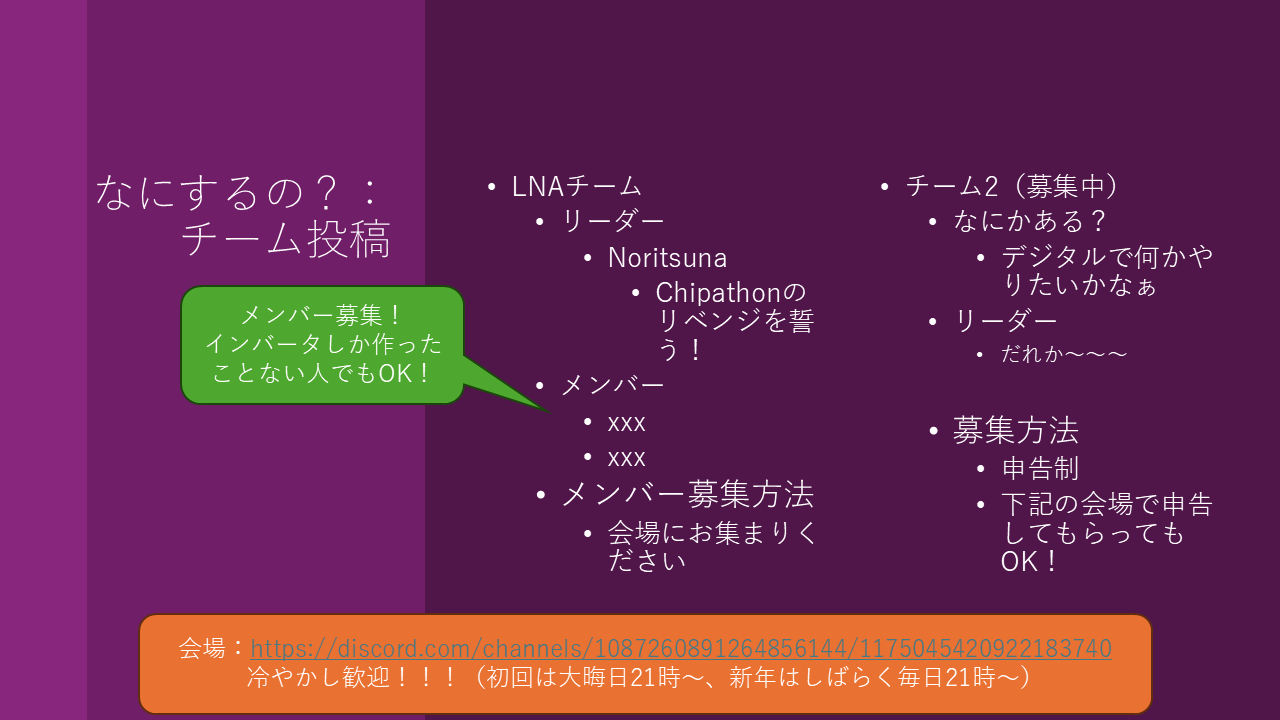 なにするの？：
チーム投稿
メンバー募集！
インバータしか作った
ことない人でもOK！
• LNAチーム
• リーダー
• Noritsuna
• Chipathonの
リベンジを誓
う！
• メンバー
• xxx
• xxx
• メンバー募集方法
• 会場にお集まりく
ださい
• チーム2（募集中）
• なにかある？
• デジタルで何かや
りたいかなぁ
• リーダー
• だれか～～～
• 募集方法
• 申告制
• 下記の会場で申告
してもらっても
OK！
会場：https://discord.com/channels/1087260891264856144/1175045420922183740
冷やかし歓迎！！！（初回は大晦日21時～、新年はしばらく毎日21時～）